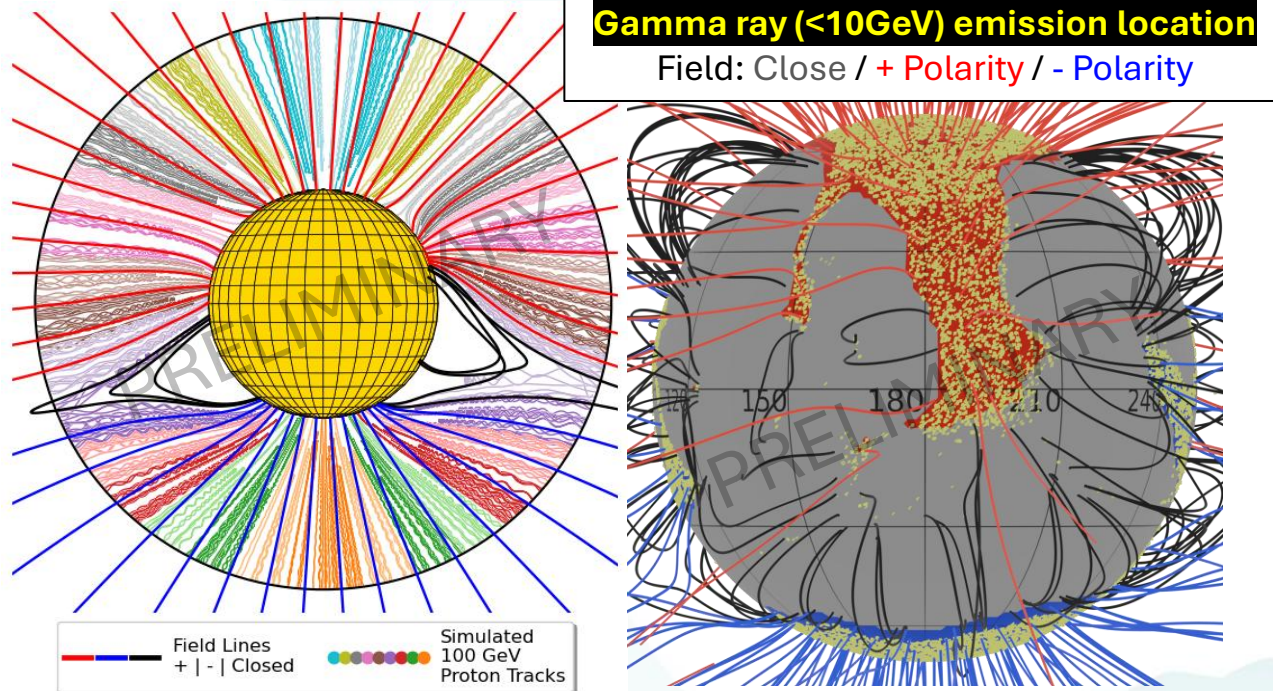 Gamma ray (<10GeV) emission location
Field: Close / + Polarity / - Polarity
PRELIMINARY
Field Lines
+ | - | Closed
Simulated
100 GeV
Proton Tracks
120 150 180 210 240
PRELIMINARY